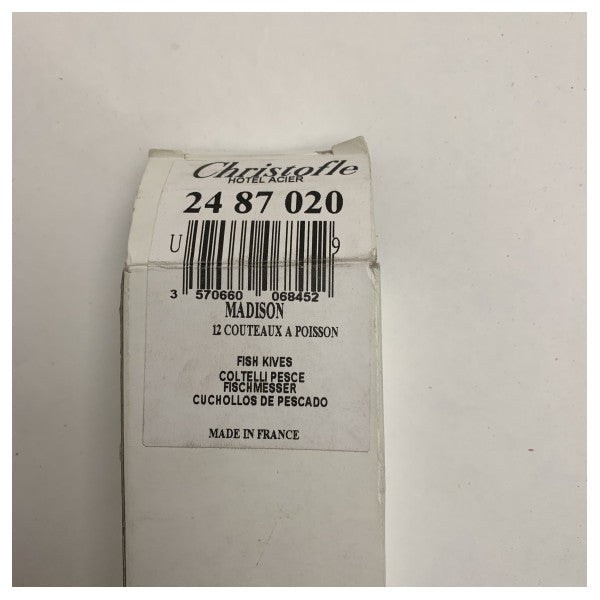 Christofle
HOTEL ACIER
24 87 020
U 9
3 570660 068452
MADISON
12 COUTEAUX A POISSON
FISH KIVES
COLTELLI PESCE
FISCHMESSER
CUCHOLLOS DE PESCADO
MADE IN FRANCE